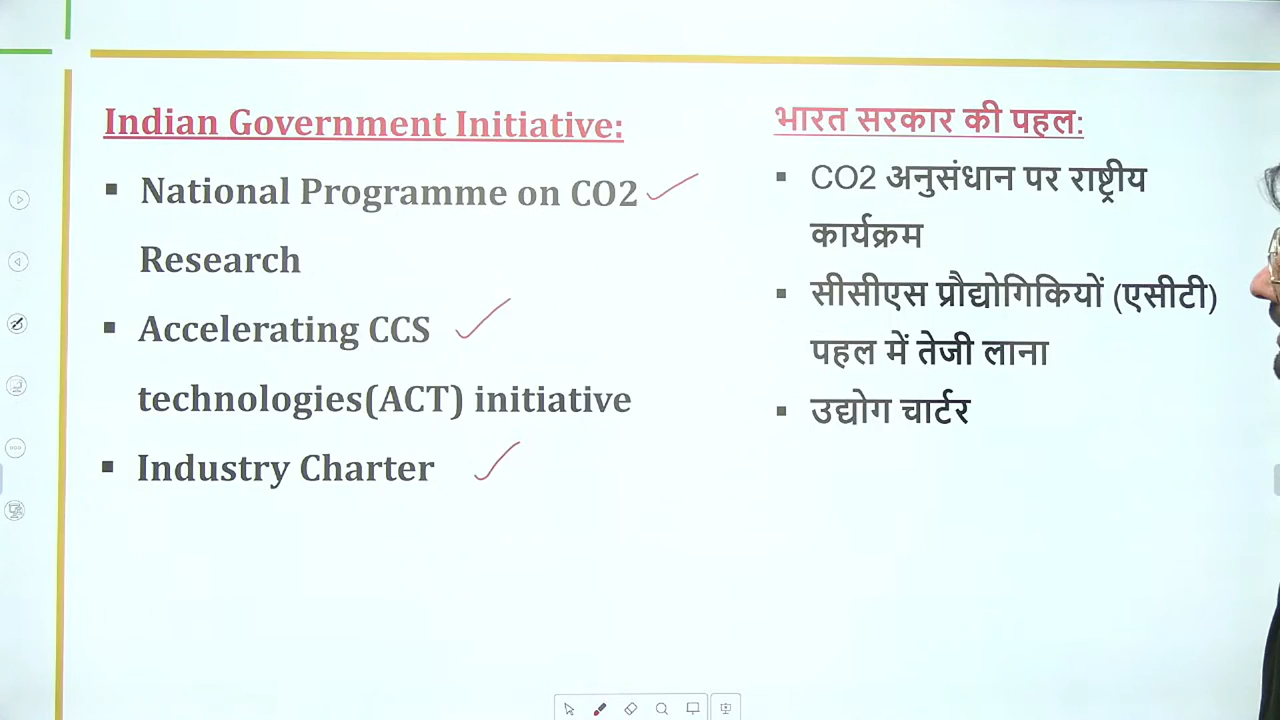 Indian Government Initiative:
National Programme on CO2
Research
Accelerating CCS
technologies(ACT) initiative
Industry Charter
भारत सरकार की पहल:
CO2 अनुसंधान पर राष्ट्रीय
कार्यक्रम
सीसीएस प्रौद्योगिकियों (एसीटी)
पहल में तेजी लाना
उद्योग चार्टर